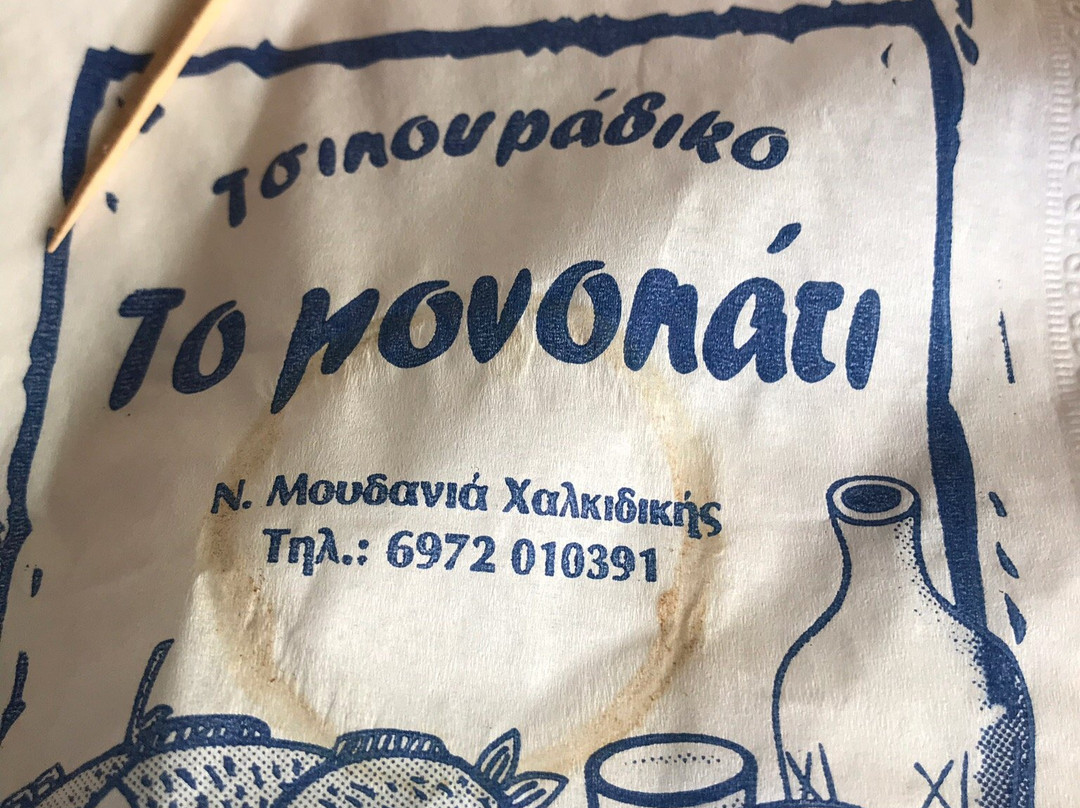 τσιπουράδικο
Το μονοπάτι
Ν. Μουδανιά Χαλκιδικής
Τηλ.: 6972 010391